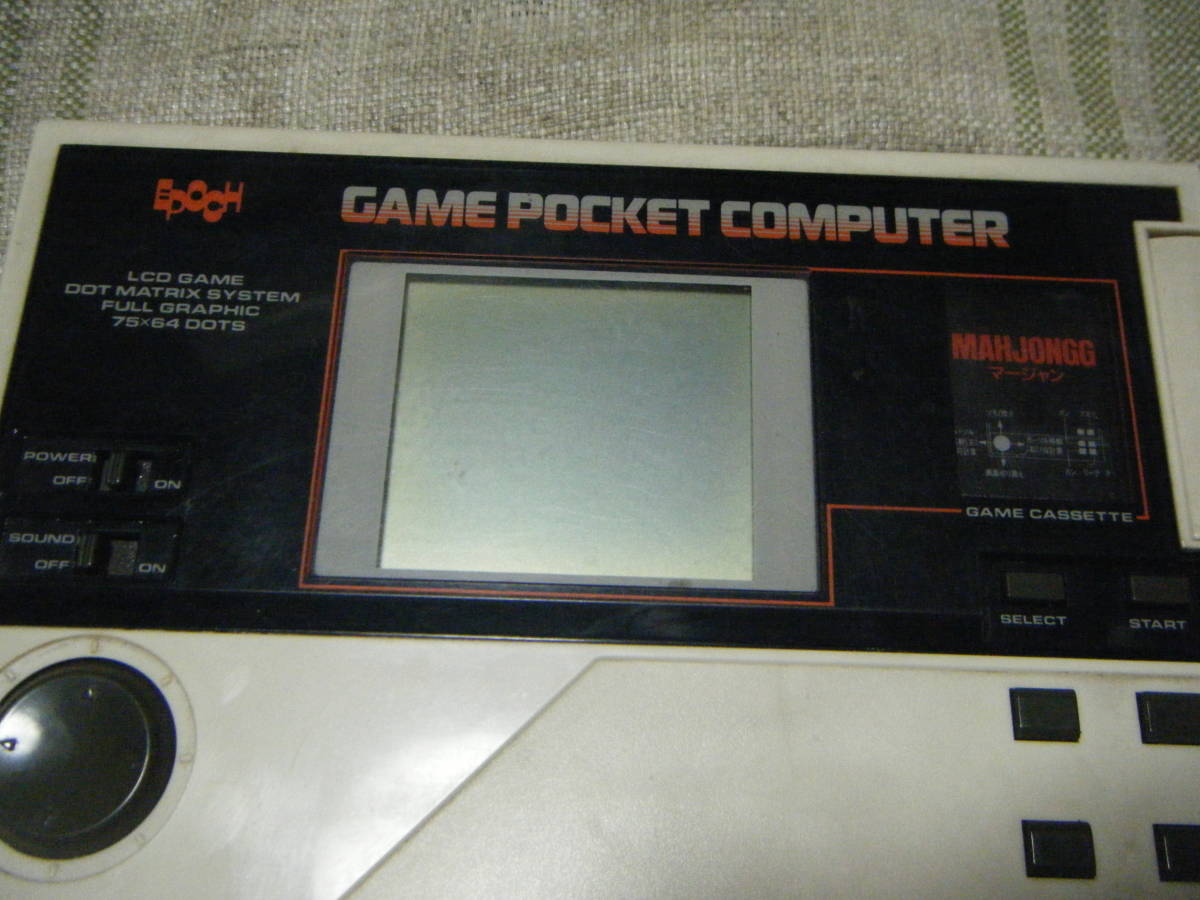 EPOCH
GAME POCKET COMPUTER
LCD GAME
DOT MATRIX SYSTEM
FULL GRAPHIC
75×64 DOTS
MAHJONGG
マージャン
POWER
OFF
ON
SOUND
OFF
ON
GAME CASSETTE
SELECT
START